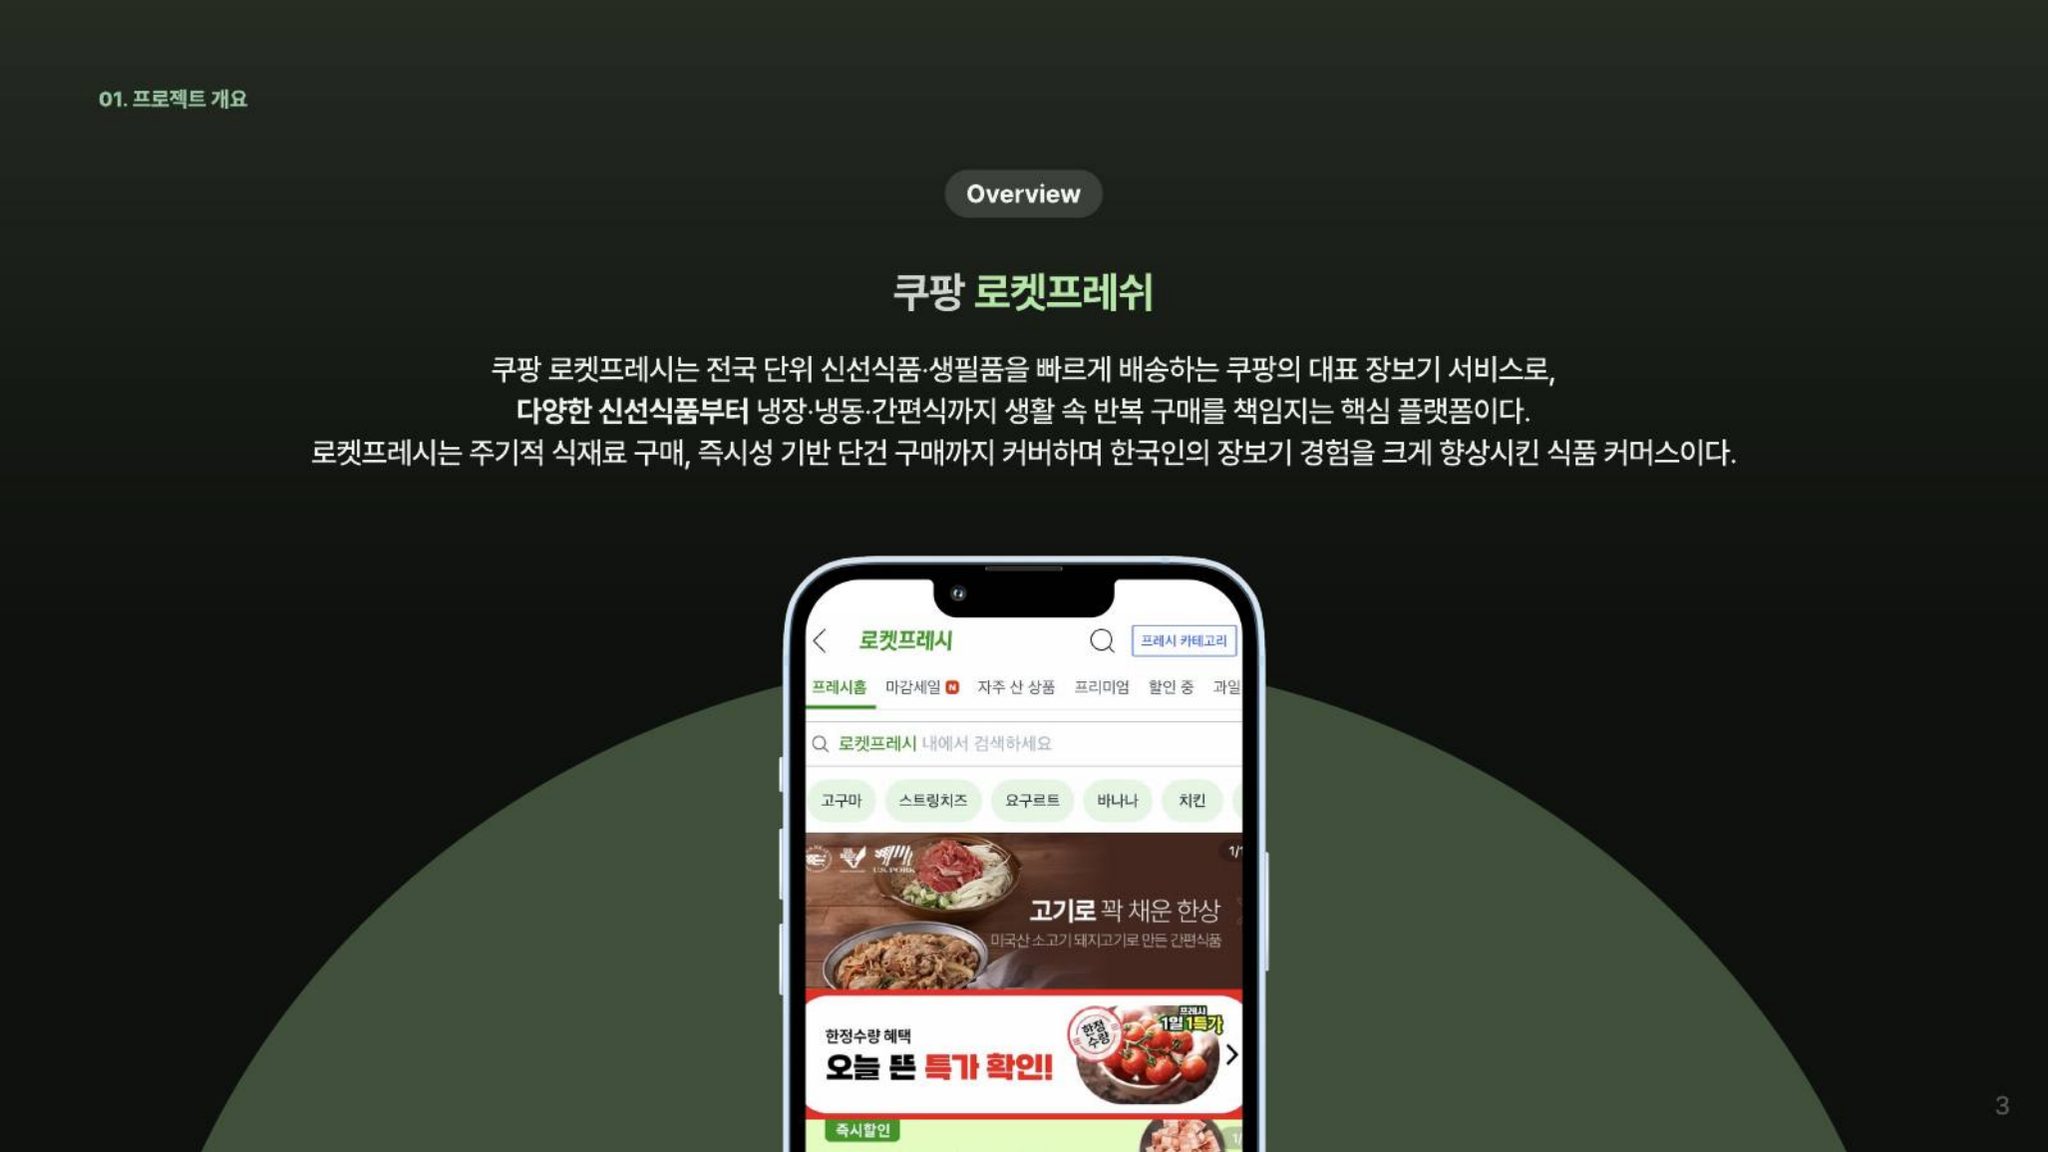 01. 프로젝트 개요
Overview
쿠팡 로켓프레쉬
쿠팡 로켓프레시는 전국 단위 신선식품·생필품을 빠르게 배송하는 쿠팡의 대표 장보기 서비스로,
다양한 신선식품부터 냉장·냉동·간편식까지 생활 속 반복 구매를 책임지는 핵심 플랫폼이다.
로켓프레시는 주기적 식재료 구매, 즉시성 기반 단건 구매까지 커버하며 한국인의 장보기 경험을 크게 향상시킨 식품 커머스이다.
로켓프레시
프레시 카테고리
프레시홈 마감세일 N 자주 산 상품 프리미엄 할인 중 과일
로켓프레시 내에서 검색하세요
고구마 스트링치즈 요구르트 바나나 치킨
1/1
U.S. PORK
고기로 꽉 채운 한상
미국산 소고기 돼지고기로 만든 간편식품
한정수량 혜택
오늘 뜬 특가 확인!
한정
수량
프레시
1일1특가
즉시할인
1/
3